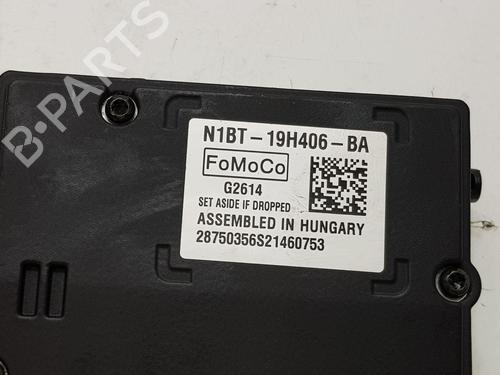 B-PARTS
N1BT-19H406-BA
FoMoCo
G2614
SET ASIDE IF DROPPED
ASSEMBLED IN HUNGARY
28750356S21460753